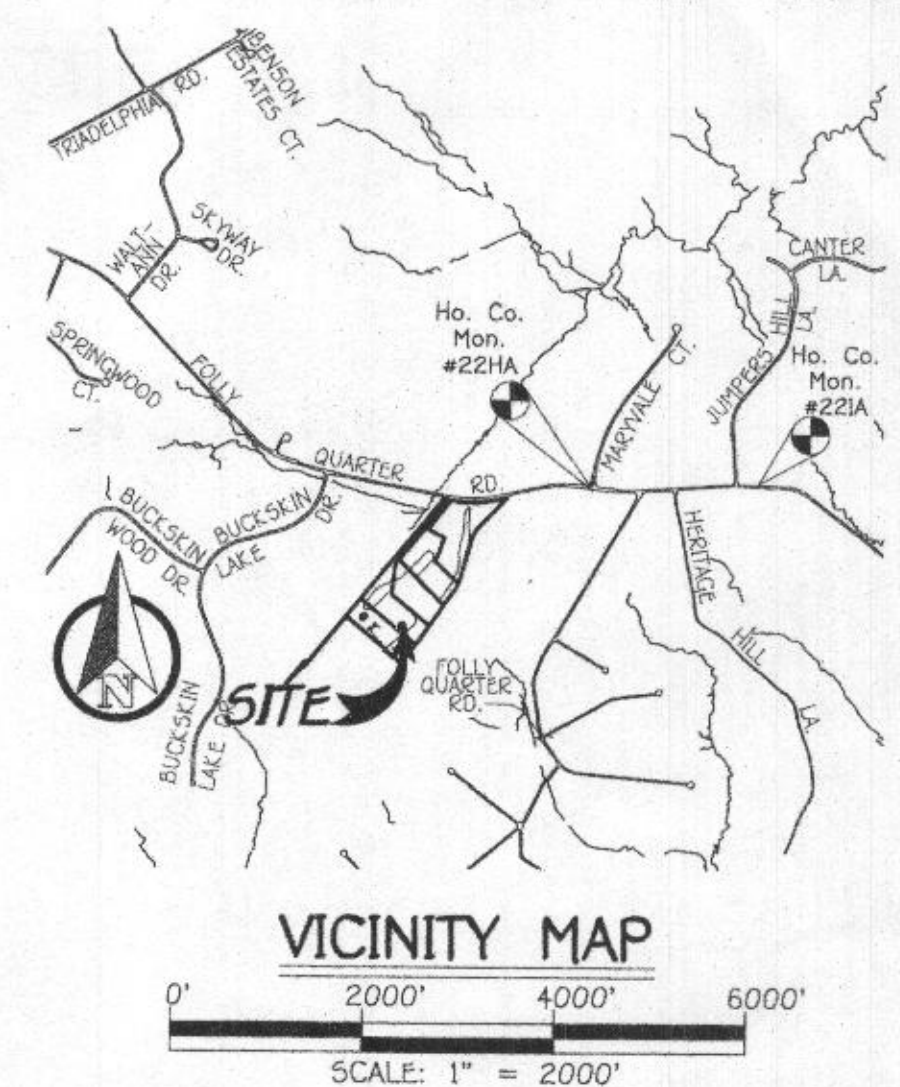 BENSON
ESTATES CT.
TRIADELPHIA RD.
SKYWAY
DR.
WALT-
ANN
DR.
CANTER
LA.
Ho. Co.
Mon.
#22HA
JUMPERS HILL LA.
Ho. Co.
Mon.
#22IA
SPRINGWOOD
CT.
MARYVALE CT.
FOLLY QUARTER RD.
BUCKSKIN
WOOD DR.
BUCKSKIN
LAKE DR.
HERITAGE HILL LA.
N
SITE
FOLLY
QUARTER
RD.
BUCKSKIN
LAKE DR.
VICINITY MAP
0' 2000' 4000' 6000'
SCALE: 1" = 2000'